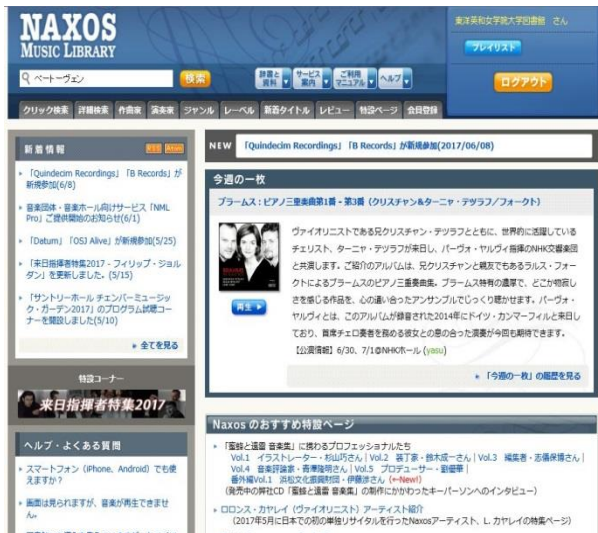 NAXOS
MUSIC LIBRARY
東洋英和女学院大学図書館 さん
プレイリスト
ベートーヴェン
検索
辞書と
資料
サービス
案内
ご利用
マニュアル
ヘルプ
ログアウト
クリック検索 詳細検索 作曲家 演奏家 ジャンル レーベル 新着タイトル レビュー 特設ページ 会員登録
新着情報
RSS Atom
「Quindecim Recordings」「B Records」が
新規参加(6/8)
音楽団体・音楽ホール向けサービス「NML
Pro」ご提供開始のお知らせ(6/1)
「Datum」「OSJ Alive」が新規参加(5/25)
「来日指揮者特集2017 - フィリップ・ジョル
ダン」を更新しました。(5/15)
「サントリーホール チェンバーミュージッ
ク・ガーデン2017」のプログラム試聴コー
ナーを開設しました(5/10)
全てを見る
特設コーナー
来日指揮者特集2017
ヘルプ・よくある質問
スマートフォン (iPhone、Android) でも使
えますか?
画面は見られますが、音楽が再生できませ
ん。
NEW 「Quindecim Recordings」「B Records」が新規参加(2017/06/08)
今週の一枚
ブラームス:ピアノ三重奏曲第1番 - 第3番 (クリスチャン&ターニャ・テツラフ/フォークト)
NAXOS
再生
ヴァイオリニストである兄クリスチャン・テツラフとともに、世界的に活躍している
チェリスト、ターニャ・テツラフが来日し、パーヴォ・ヤルヴィ指揮のNHK交響楽団
と共演します。ご紹介のアルバムは、兄クリスチャンと親友でもあるラルス・フォー
クトによるブラームスのピアノ三重奏曲集。ブラームス特有の濃厚で、どこか物寂し
さを感じる作品を、心の通い合ったアンサンブルでじっくり聴かせます。パーヴォ・
ヤルヴィとは、このアルバムが録音された2014年にドイツ・カンマーフィルと来日し
ており、首席チェロ奏者を務める彼女との息の合った演奏が今回も期待できます。
【公演情報】6/30、7/1@NHKホール (yasu)
「今週の一枚」の履歴を見る
Naxos のおすすめ特設ページ
「蜜蜂と遠雷 音楽集」に携わるプロフェッショナルたち
Vol.1 イラストレーター・杉山巧さん | Vol.2 装丁家・鈴木成一さん | Vol.3 編集者・志儀保博さん |
Vol.4 音楽評論家・青澤隆明さん | Vol.5 プロデューサー・劉優華 |
番外編Vol.1 浜松文化振興財団・伊藤渉さん (←New!)
(発売中の弊社CD「蜜蜂と遠雷 音楽集」の制作にかかわったキーパーソンへのインタビュー)
ロロンス・カヤレイ (ヴァイオリニスト) アーティスト紹介
(2017年5月に日本での初の単独リサイタルを行ったNaxosアーティスト、L. カヤレイの特集ページ)